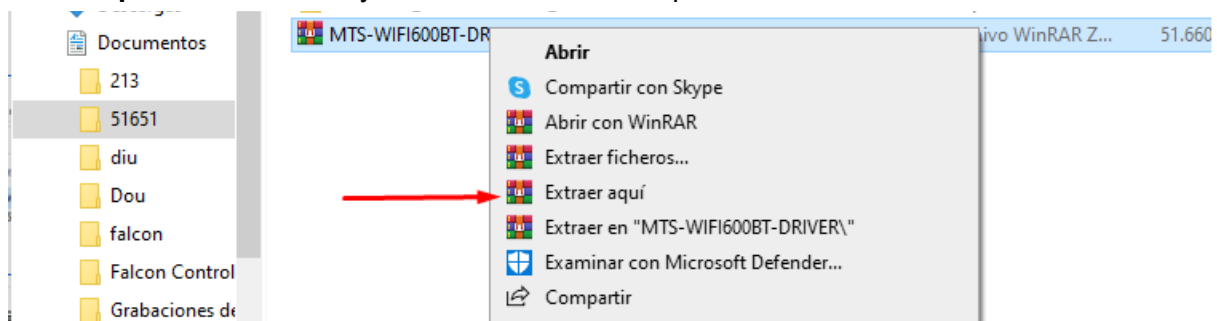 Documentos
213
51651
diu
Dou
falcon
Falcon Control
Grabaciones de
MTS-WIFI600BT-DR
ivo WinRAR Z...
51.660
Abrir
Compartir con Skype
Abrir con WinRAR
Extraer ficheros...
Extraer aquí
Extraer en "MTS-WIFI600BT-DRIVER\"
Examinar con Microsoft Defender...
Compartir